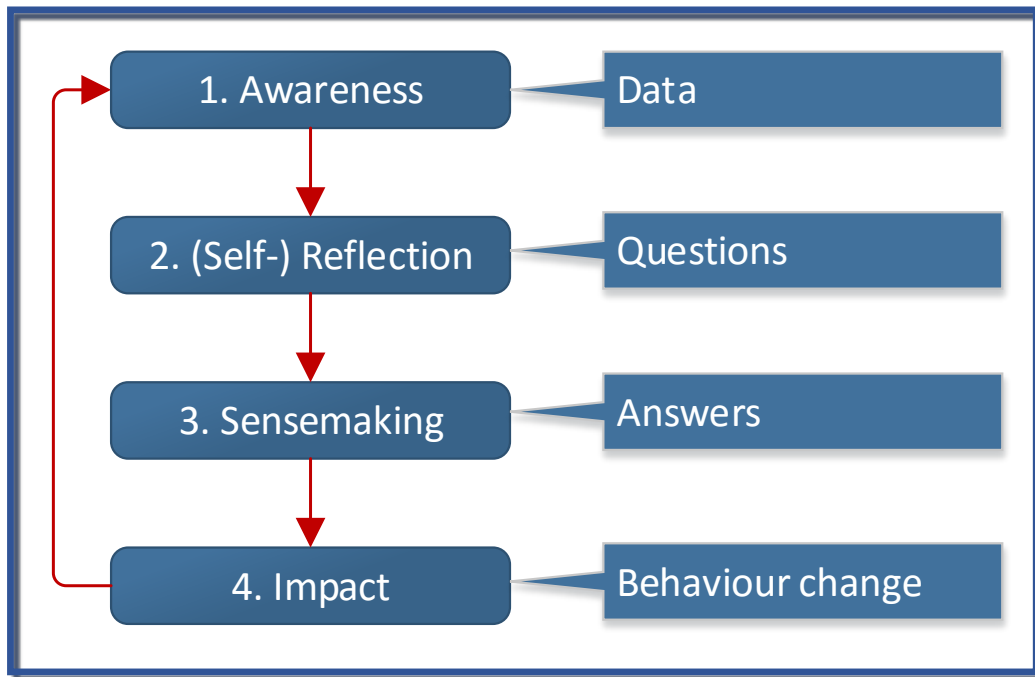 1. Awareness
Data
2. (Self-) Reflection
Questions
3. Sensemaking
Answers
4. Impact
Behaviour change